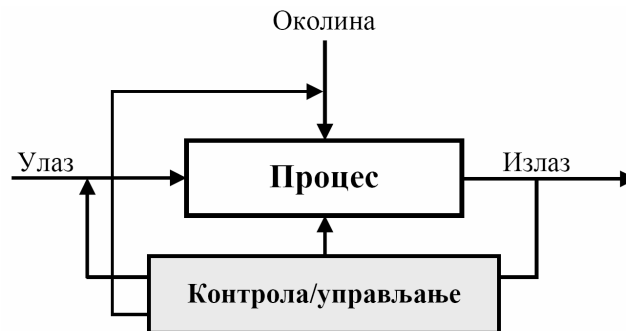 Околина
Улаз
Процес
Излаз
Контрола/управљање